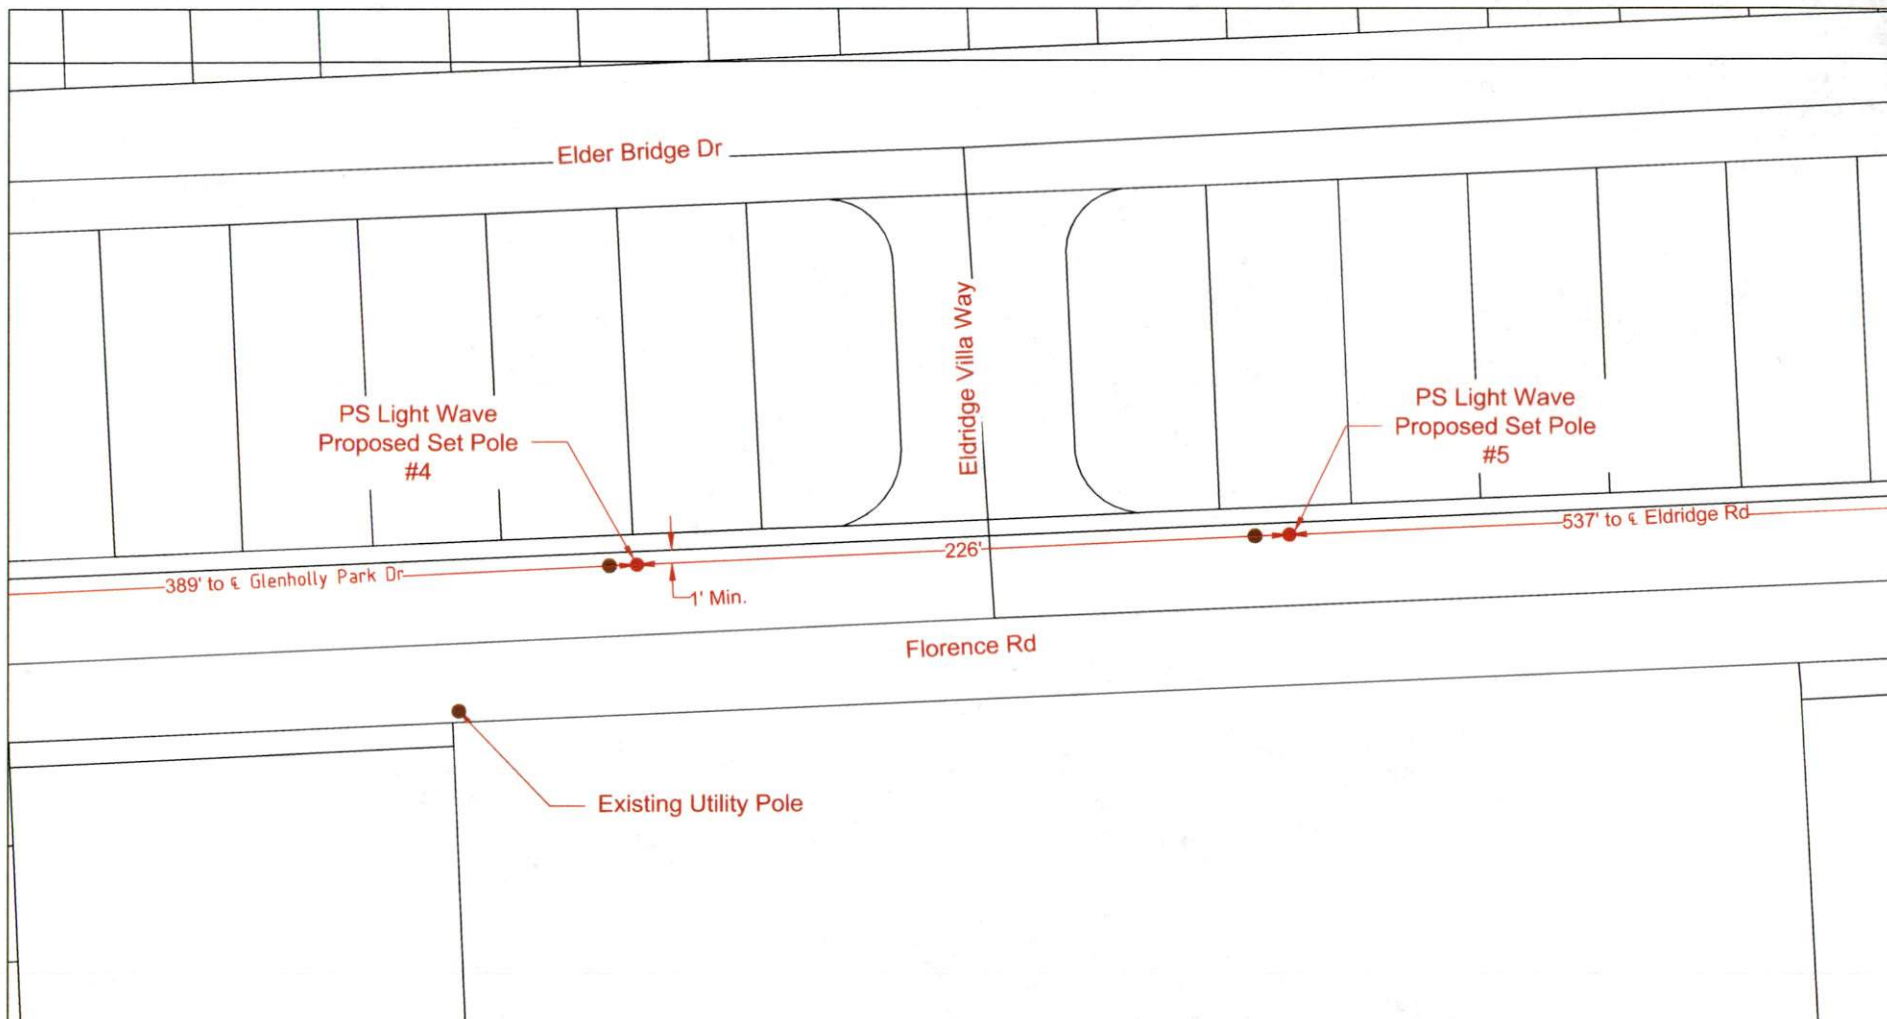 Elder Bridge Dr
Eldridge Villa Way
PS Light Wave
Proposed Set Pole
#4
PS Light Wave
Proposed Set Pole
#5
389' to ℄ Glenholly Park Dr
226'
537' to ℄ Eldridge Rd
1' Min.
Florence Rd
Existing Utility Pole